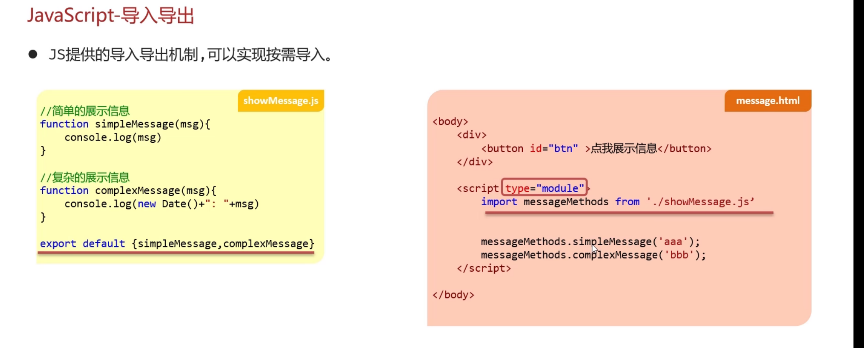 JavaScript-导入导出
● JS提供的导入导出机制,可以实现按需导入。
showMessage.js
//简单的展示信息
function simpleMessage(msg){
console.log(msg)
}
//复杂的展示信息
function complexMessage(msg){
console.log(new Date()+": "+msg)
}
export default {simpleMessage,complexMessage}
message.html
<body>
<div>
<button id="btn" >点我展示信息</button>
</div>
<script type="module">
import messageMethods from './showMessage.js'
messageMethods.simpleMessage('aaa');
messageMethods.complexMessage('bbb');
</script>
</body>